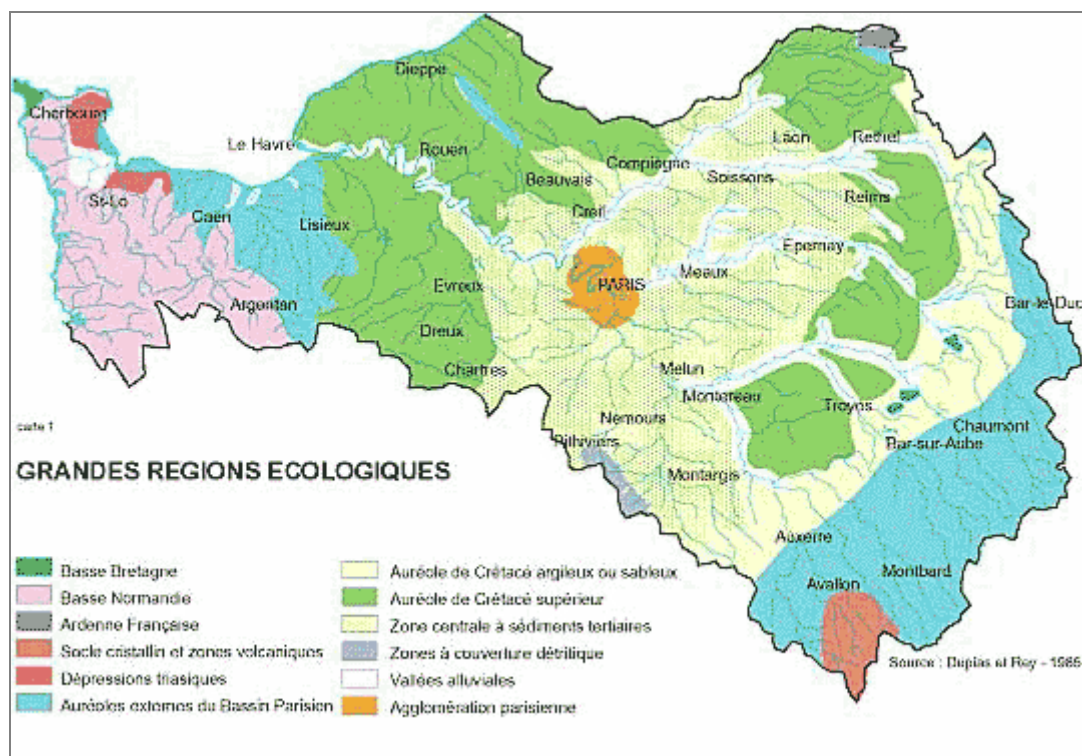 Dieppe
Cherbourg
Laon
Rethel
Le Havre
Rouen
Compiegne
Beauvais
Soissons
St-Lo
Reims
Caen
Creil
Lisieux
Epernay
Meaux
PARIS
Evreux
Bar-le-Duc
Argentan
Dreux
Chartres
Melun
Montereau
Nemours
Troyes
Chaumont
carte 1
Pithiviers
Bar-sur-Aube
GRANDES REGIONS ECOLOGIQUES
Montargis
Auxerre
Montbard
Avallon
Basse Bretagne
Basse Normandie
Ardenne Française
Socle cristallin et zones volcaniques
Dépressions triasiques
Auréoles externes du Bassin Parisien
Auréole de Crétacé argileux ou sableux
Auréole de Crétacé supérieur
Zone centrale à sédiments tertiaires
Zones à couverture détritique
Vallées alluviales
Agglomération parisienne
Source : Dupias et Rey - 1985